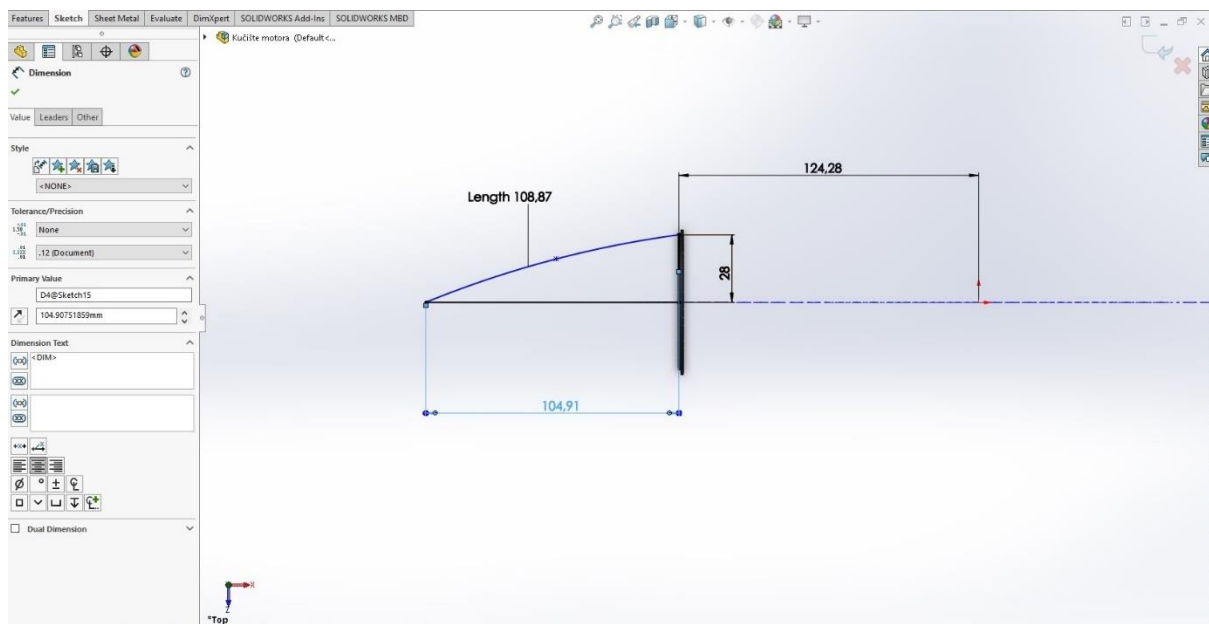 Features Sketch Sheet Metal Evaluate DimXpert SOLIDWORKS Add-Ins SOLIDWORKS MBD
Kučište motora (Default<...
Dimension
Value Leaders Other
Style
<NONE>
Tolerance/Precision
None
.12 (Document)
Primary Value
D4@Sketch15
104.90751859mm
Dimension Text
<DIM>
Dual Dimension
124,28
Length 108,87
28
104,91
X
Z
*Top